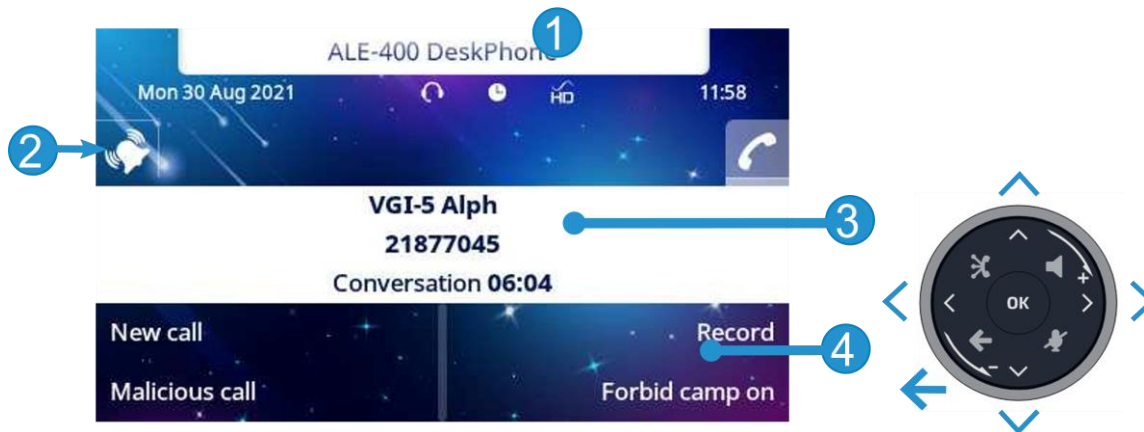 1
ALE-400 DeskPhone
Mon 30 Aug 2021 HD 11:58
2
VGI-5 Alph
3
21877045
Conversation 06:04
New call Record
4
Malicious call Forbid camp on
OK
+
-